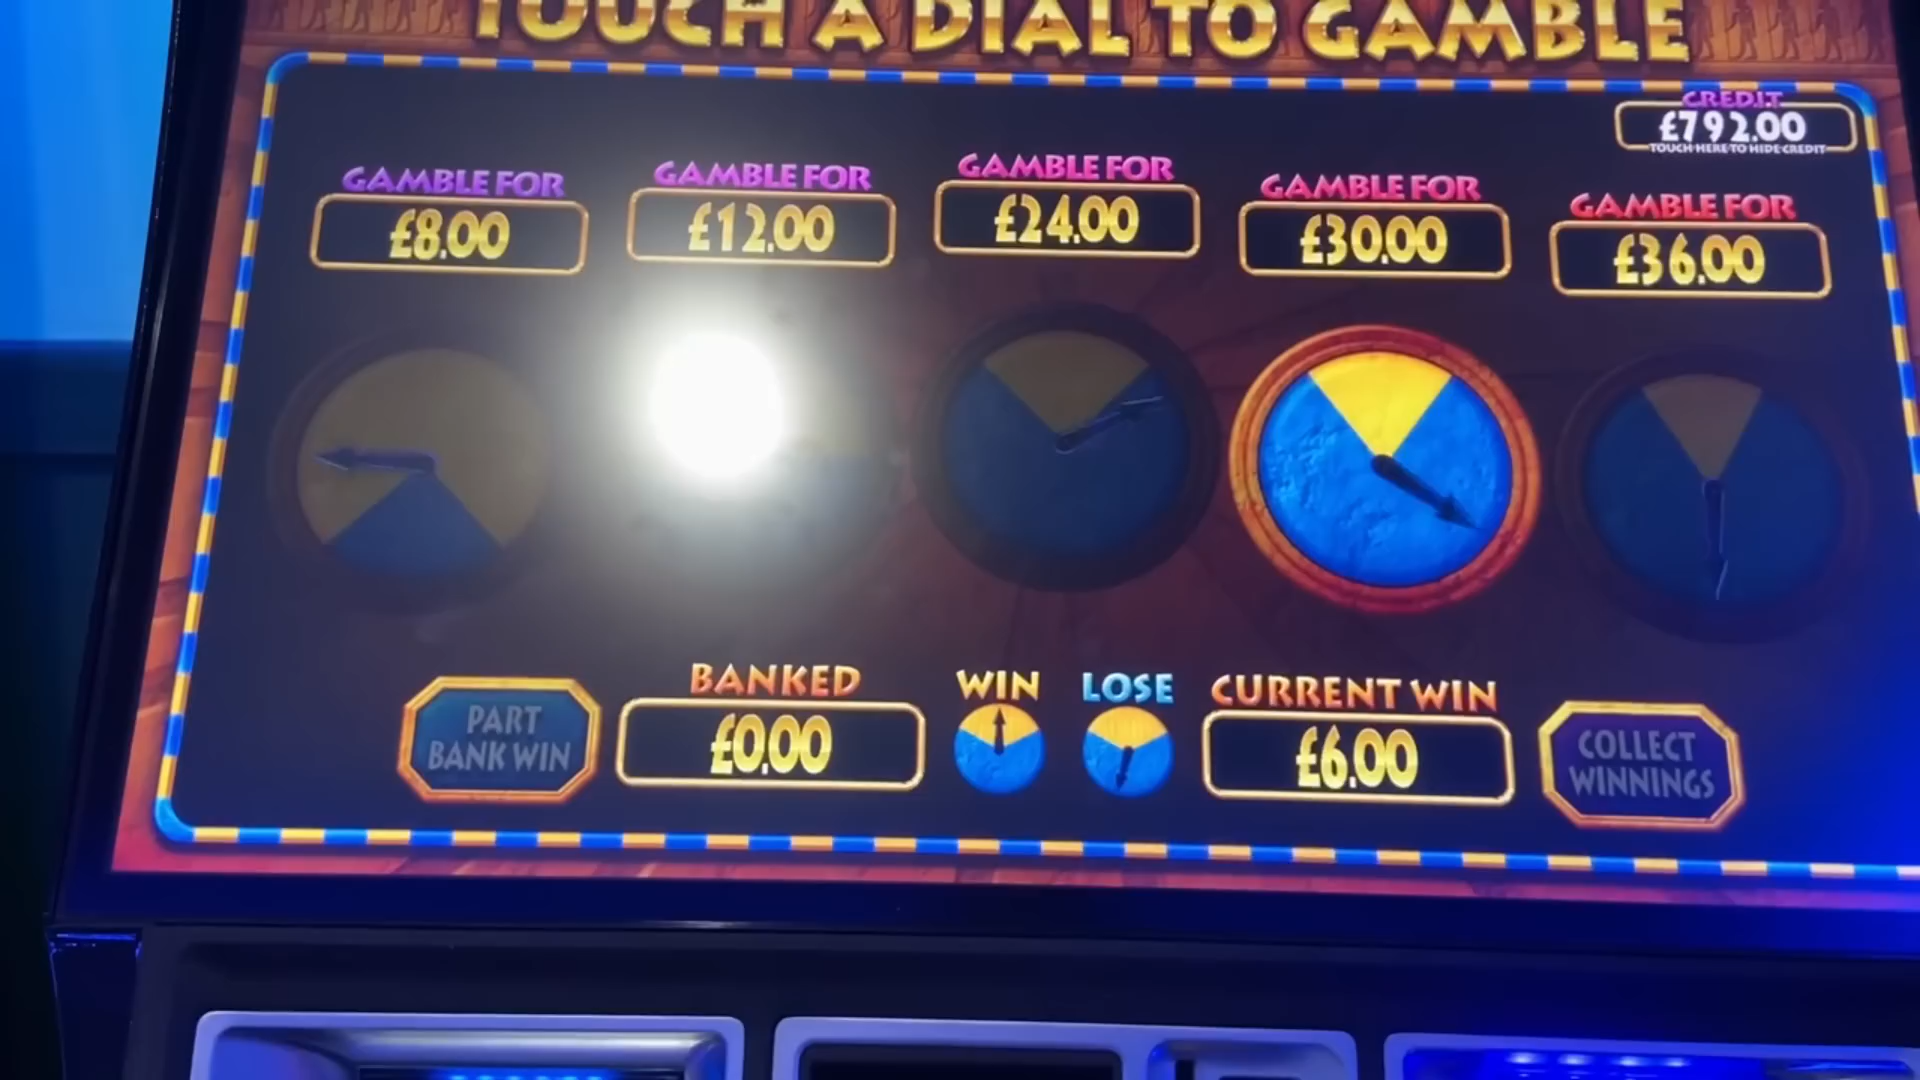 TOUCH A DIAL TO GAMBLE
CREDIT
£792.00
TOUCH HERE TO HIDE CREDIT
GAMBLE FOR
£8.00
GAMBLE FOR
£12.00
GAMBLE FOR
£24.00
GAMBLE FOR
£30.00
GAMBLE FOR
£36.00
PART
BANK WIN
BANKED
£0.00
WIN
LOSE
CURRENT WIN
£6.00
COLLECT
WINNINGS